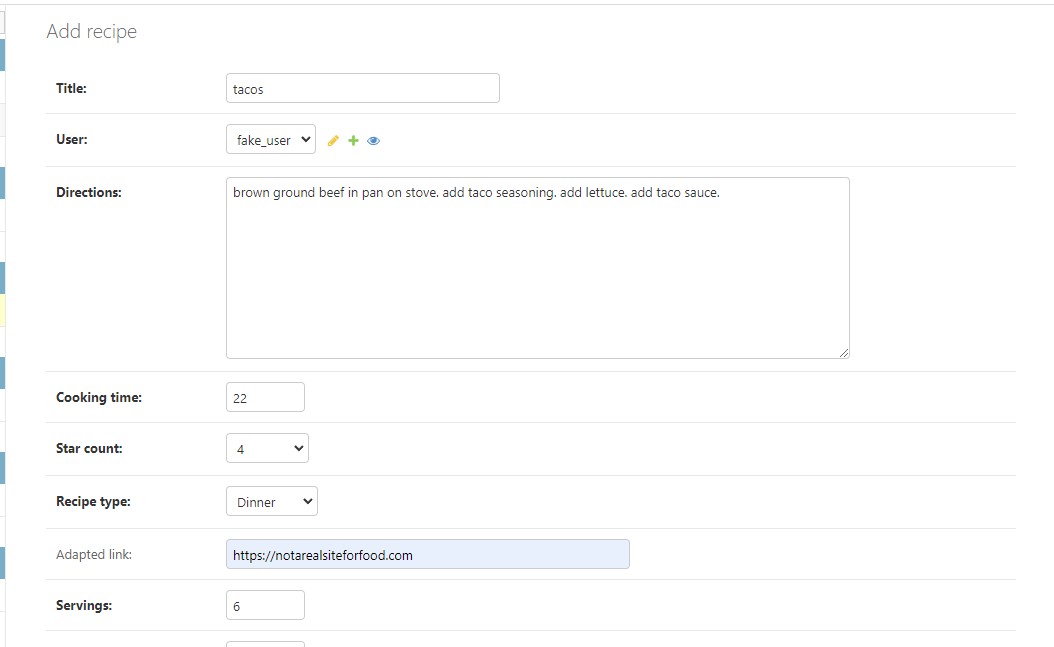 Add recipe
Title: tacos
User: fake_user
Directions: brown ground beef in pan on stove. add taco seasoning. add lettuce. add taco sauce.
Cooking time: 22
Star count: 4
Recipe type: Dinner
Adapted link: https://notarealsiteforfood.com
Servings: 6